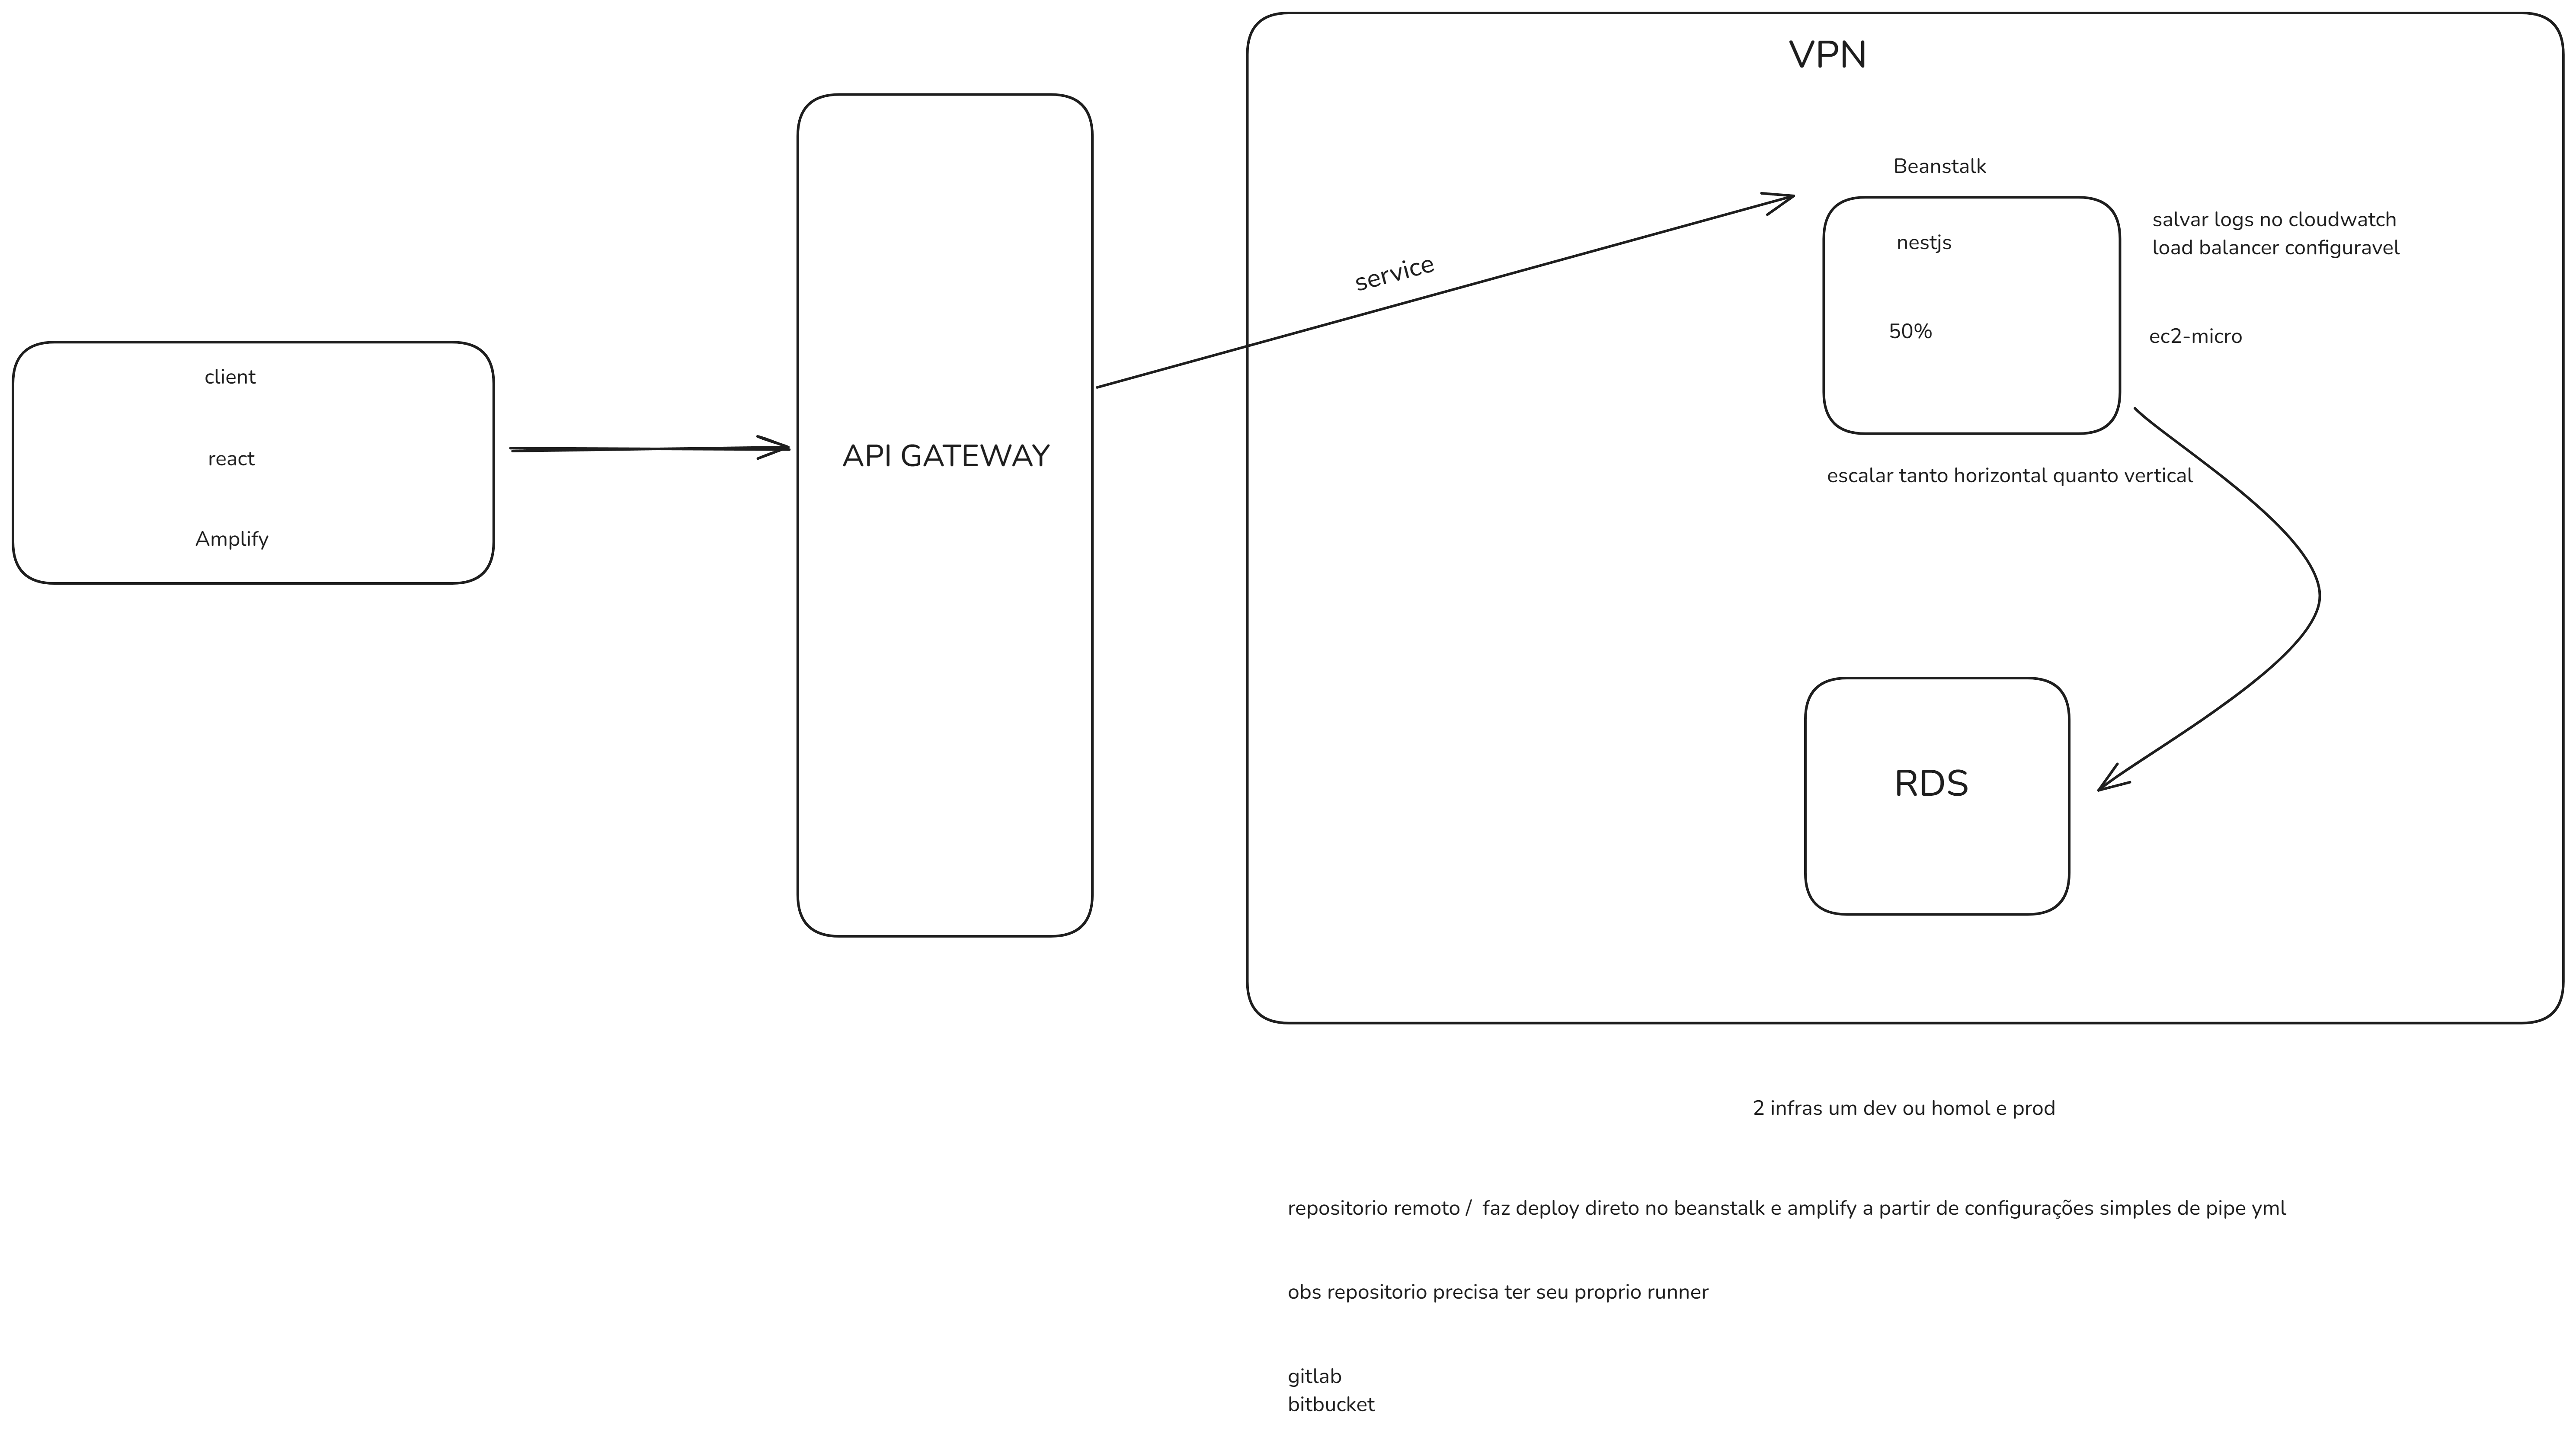 VPN
Beanstalk
nestjs
50%
salvar logs no cloudwatch
load balancer configuravel
ec2-micro
escalar tanto horizontal quanto vertical
service
client
react
Amplify
API GATEWAY
RDS
2 infras um dev ou homol e prod
repositorio remoto /  faz deploy direto no beanstalk e amplify a partir de configurações simples de pipe yml
obs repositorio precisa ter seu proprio runner
gitlab
bitbucket